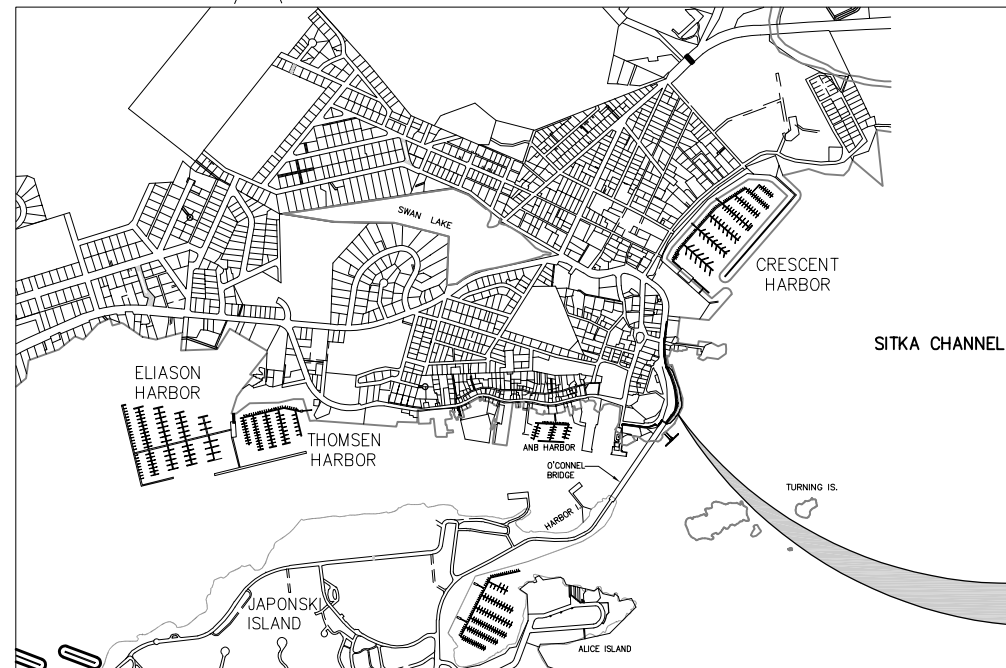 SWAN LAKE
CRESCENT
HARBOR
SITKA CHANNEL
ELIASON
HARBOR
THOMSEN
HARBOR
ANB HARBOR
O'CONNEL
BRIDGE
TURNING IS.
HARBOR I.
JAPONSKI
ISLAND
ALICE ISLAND